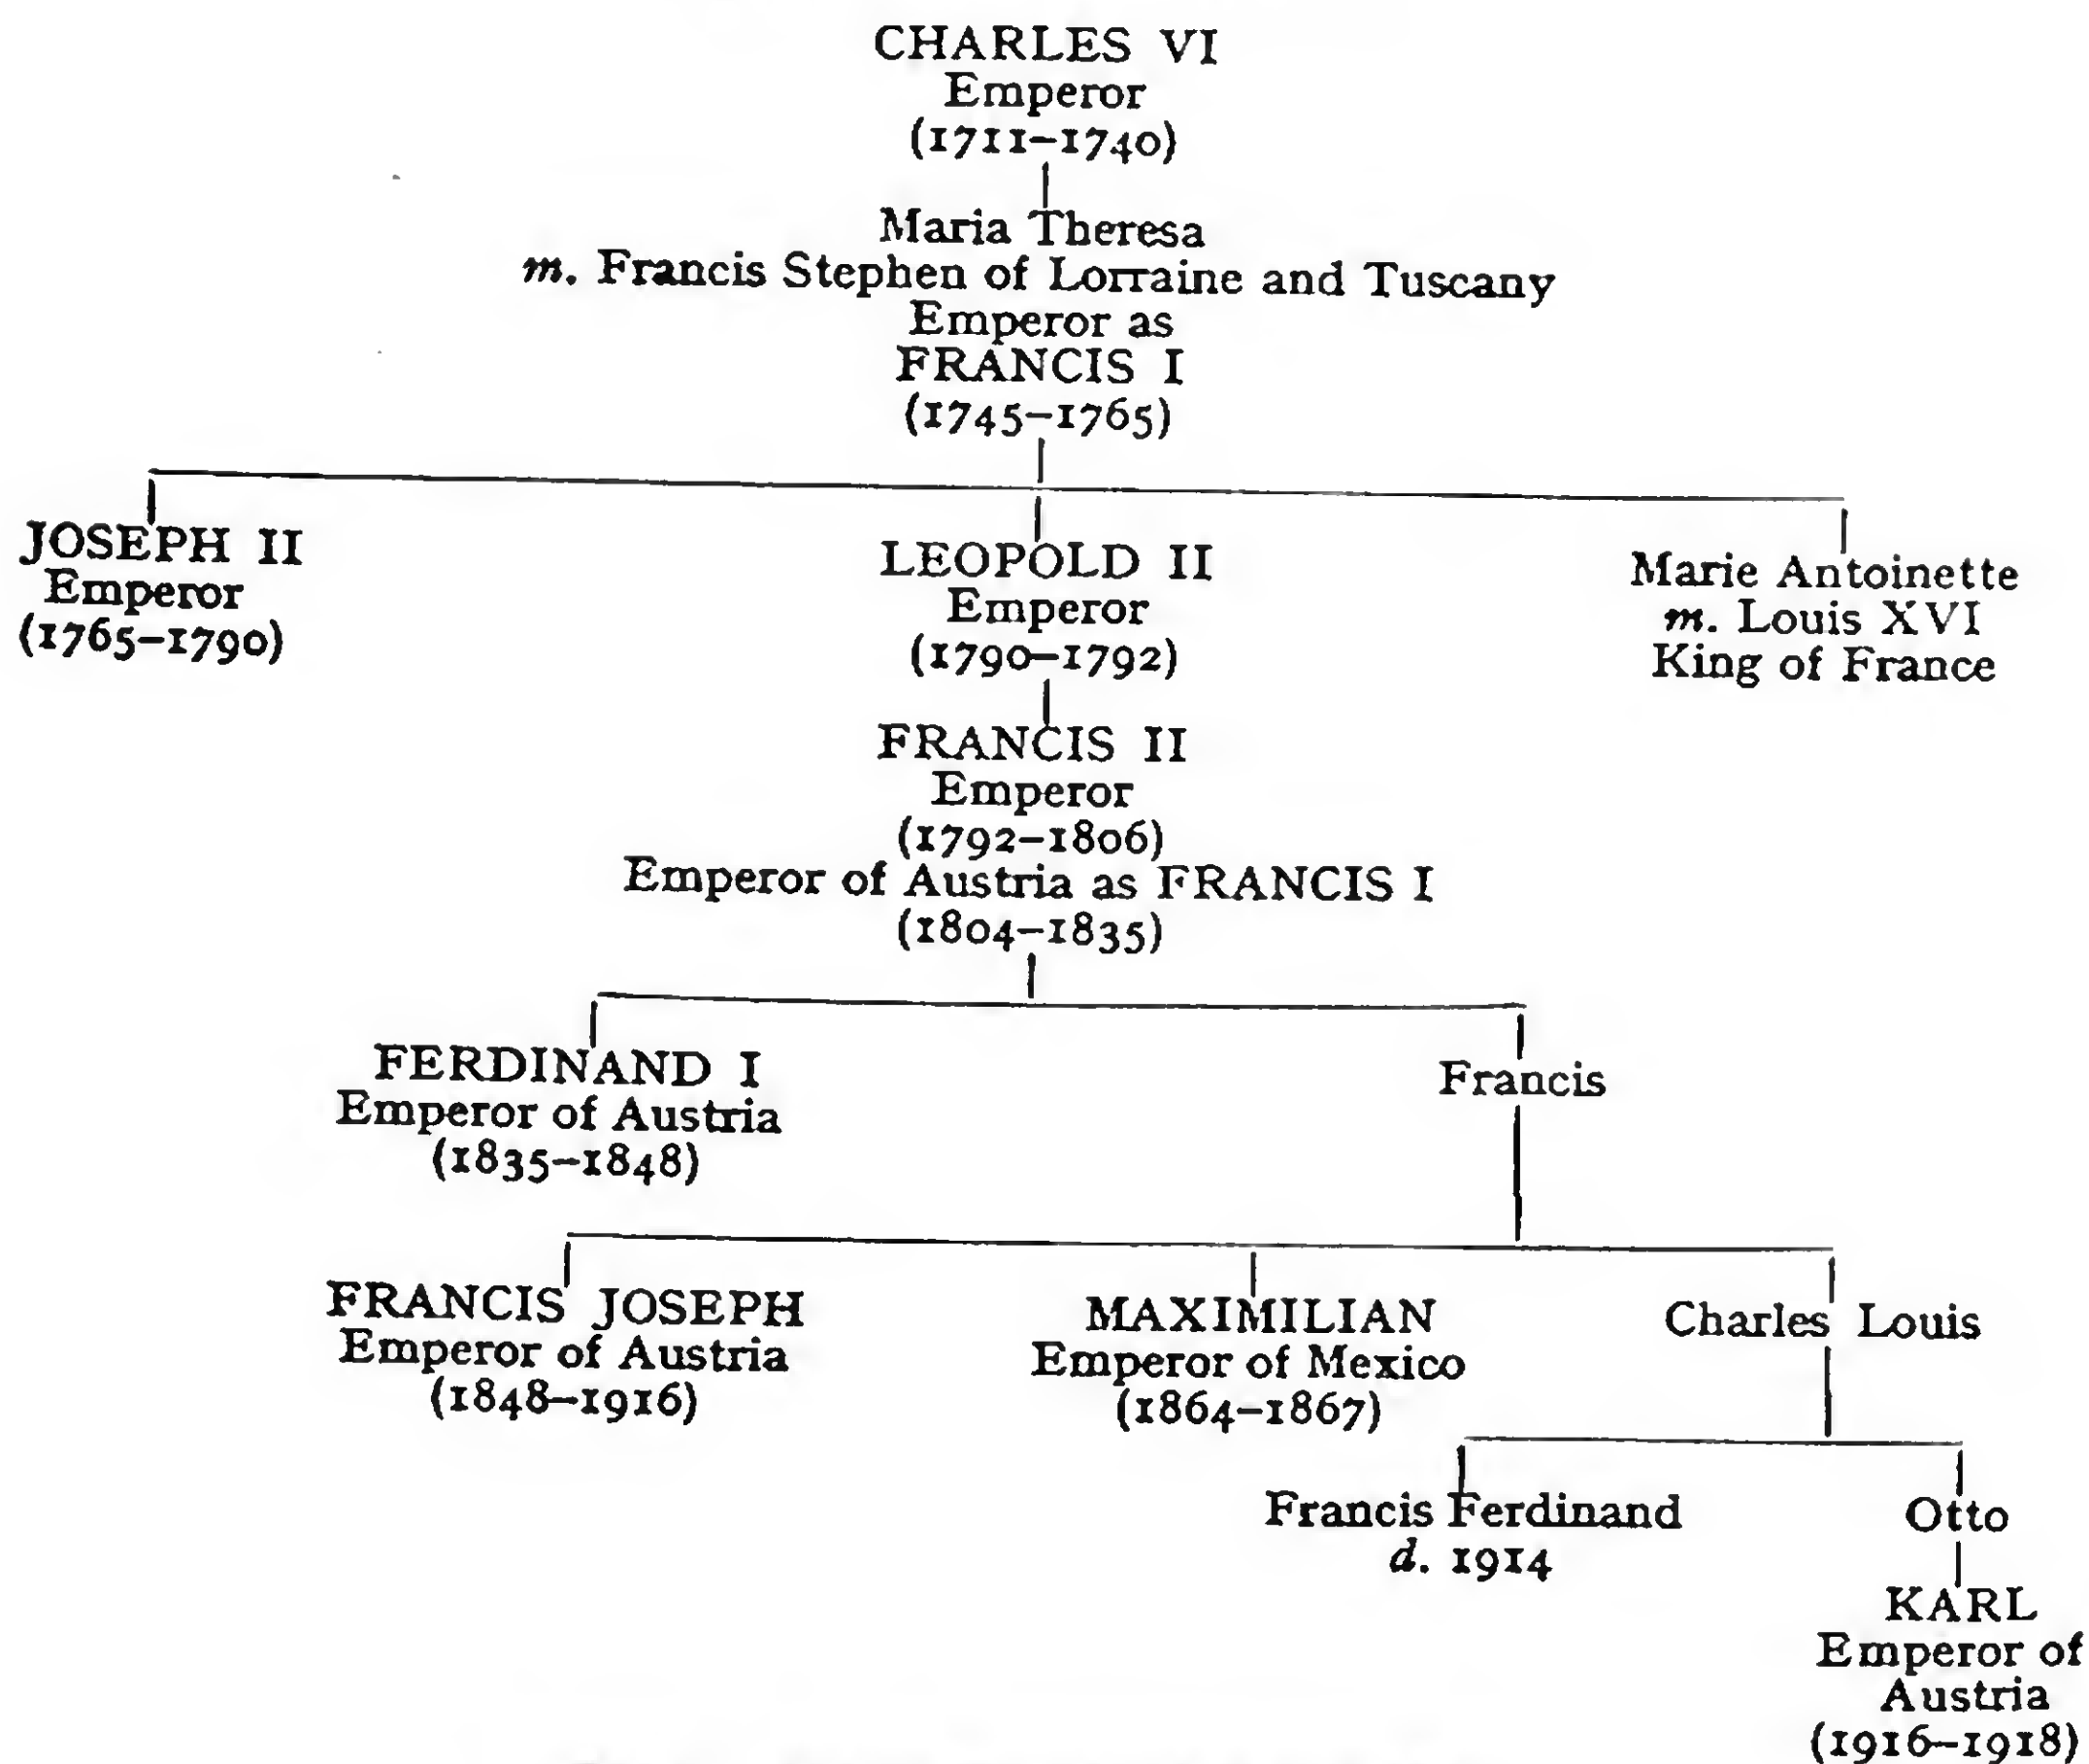 CHARLES VI
Emperor
(1711–1740)
Maria Theresa
m. Francis Stephen of Lorraine and Tuscany
Emperor as
FRANCIS I
(1745–1765)
JOSEPH II
Emperor
(1765–1790)
LEOPOLD II
Emperor
(1790–1792)
Marie Antoinette
m. Louis XVI
King of France
FRANCIS II
Emperor
(1792–1806)
Emperor of Austria as FRANCIS I
(1804–1835)
FERDINAND I
Emperor of Austria
(1835–1848)
Francis
FRANCIS JOSEPH
Emperor of Austria
(1848–1916)
MAXIMILIAN
Emperor of Mexico
(1864–1867)
Charles Louis
Francis Ferdinand
d. 1914
Otto
KARL
Emperor of
Austria
(1916–1918)